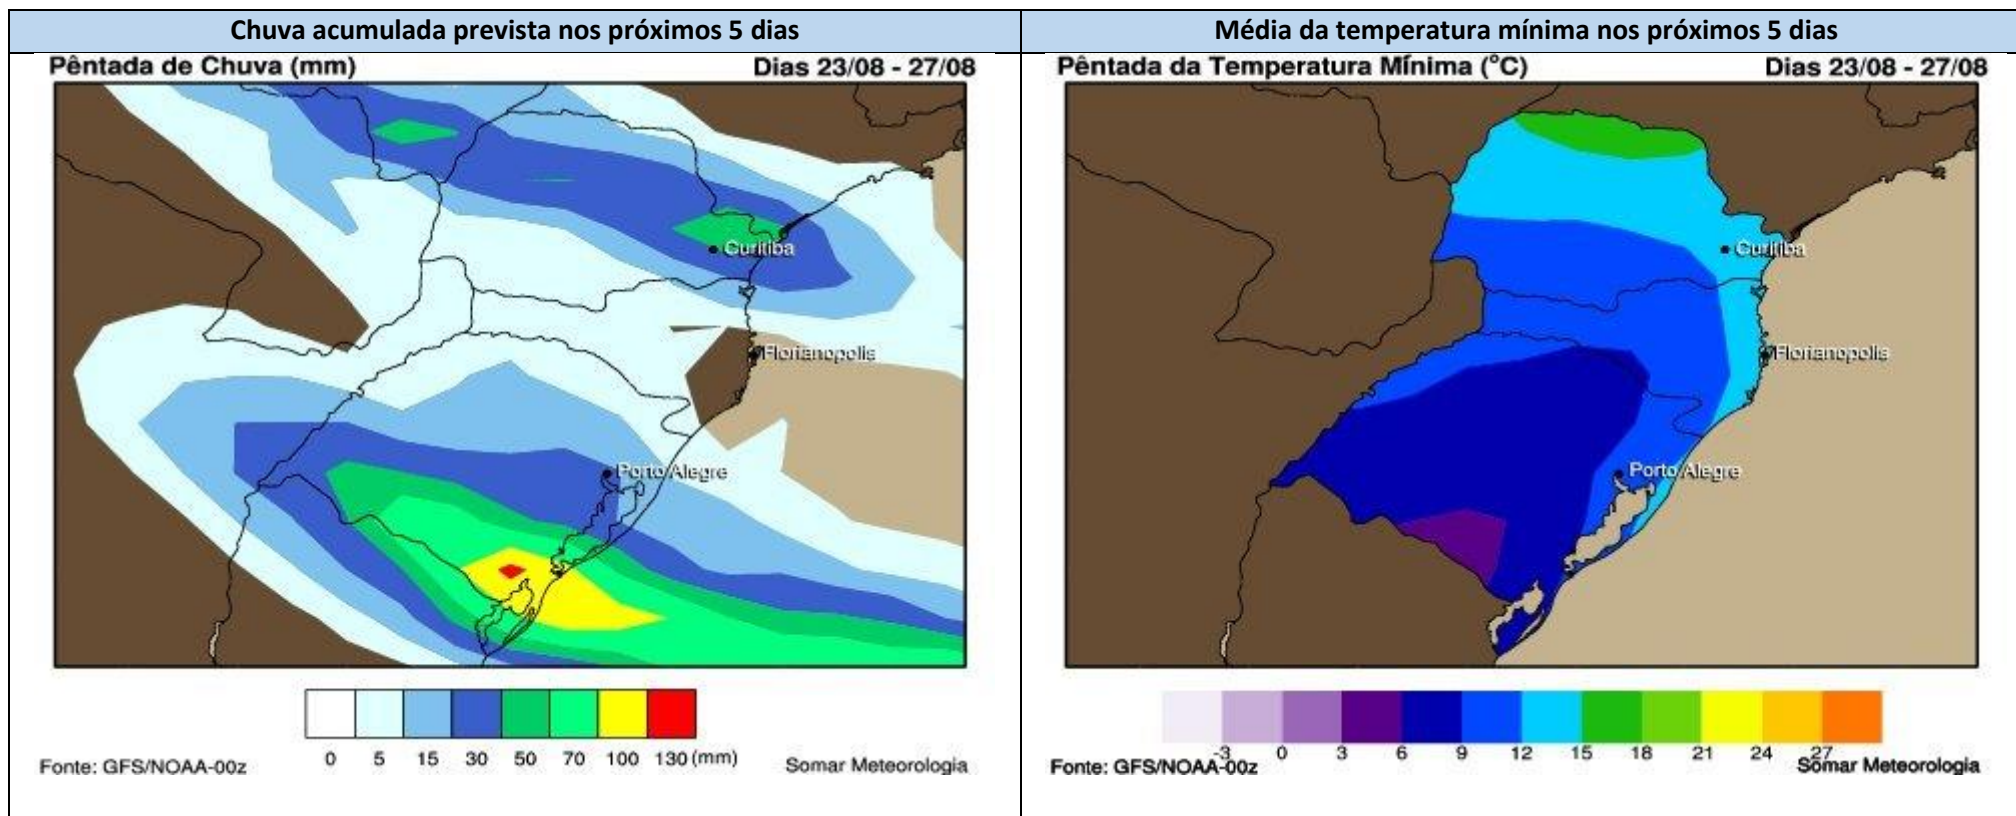 Chuva acumulada prevista nos próximos 5 dias
Pêntada de Chuva (mm) Dias 23/08 - 27/08
Curitiba
Florianopolis
Porto Alegre
0 5 15 30 50 70 100 130 (mm)
Fonte: GFS/NOAA-00z Somar Meteorologia
Média da temperatura mínima nos próximos 5 dias
Pêntada da Temperatura Mínima (°C) Dias 23/08 - 27/08
Curitiba
Florianopolis
Porto Alegre
-3 0 3 6 9 12 15 18 21 24 27
Fonte: GFS/NOAA-00z Somar Meteorologia